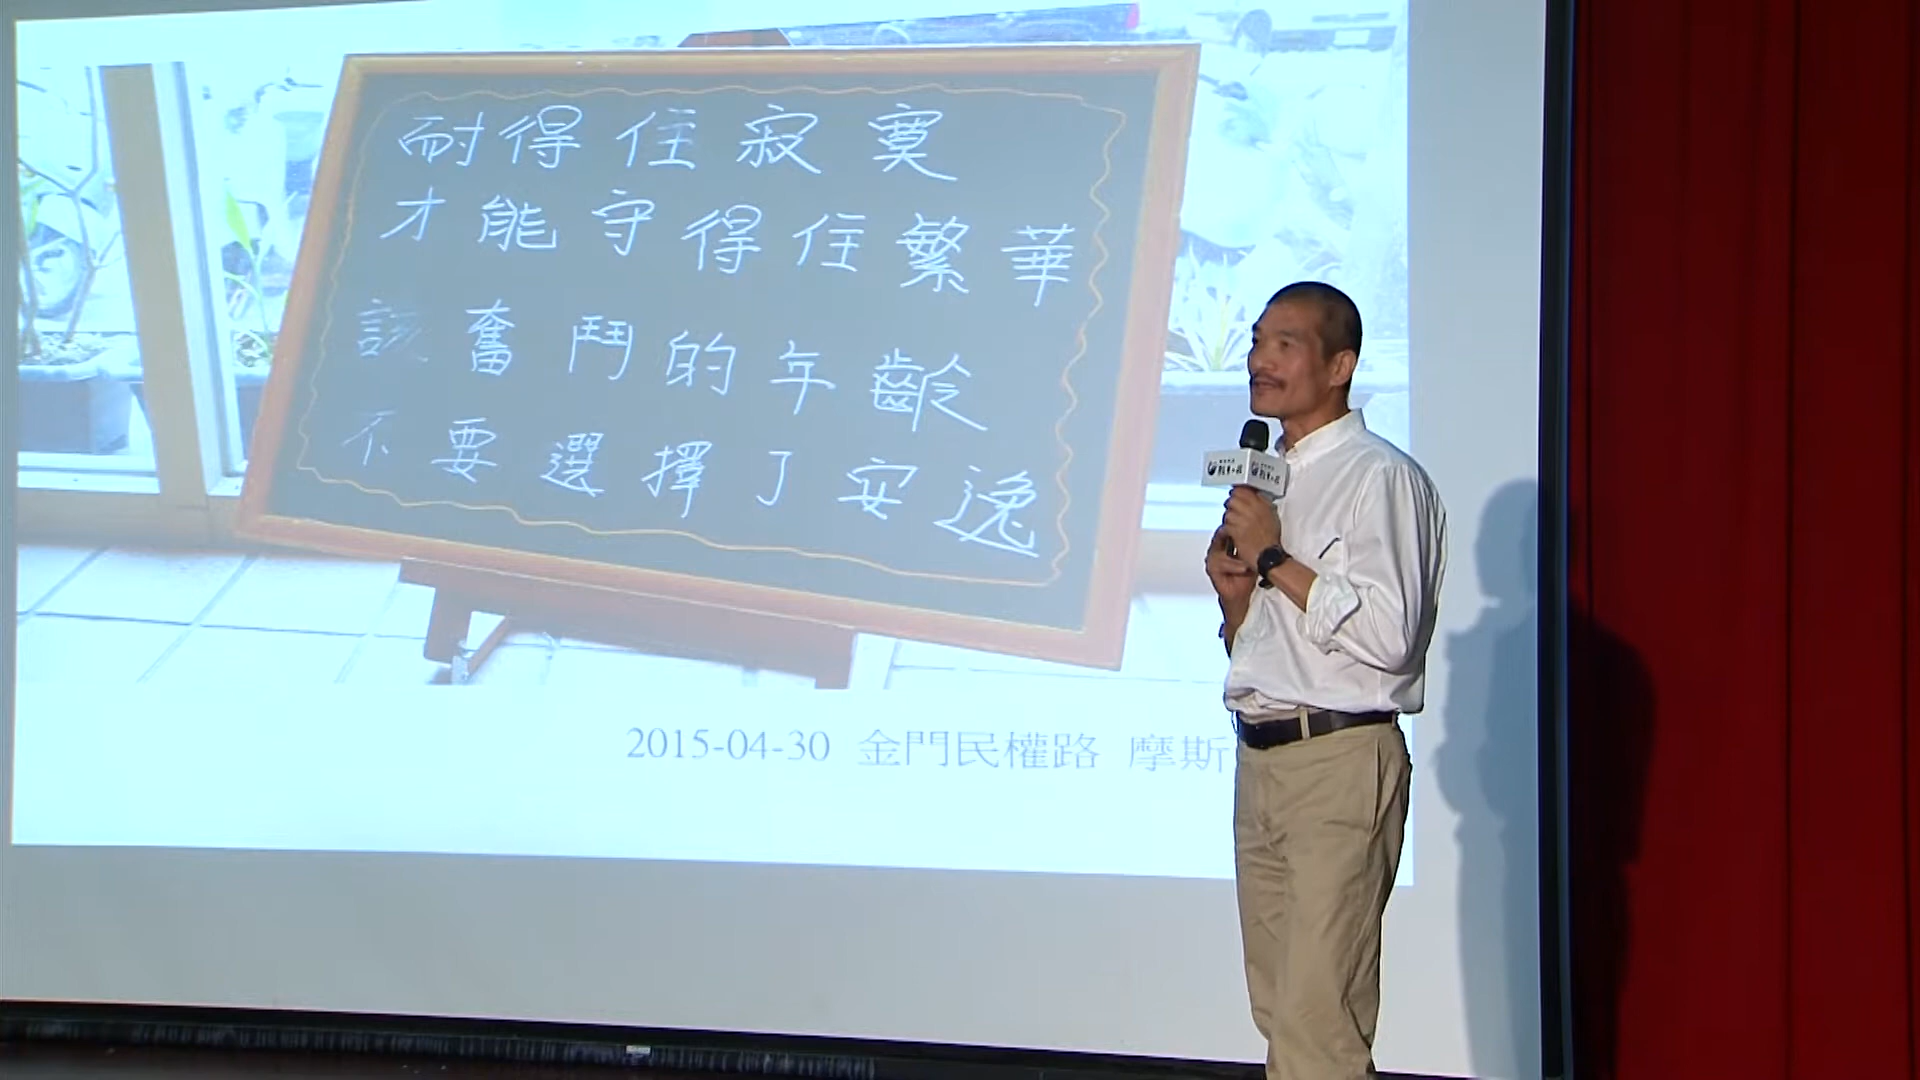 耐得住寂寞
才能守得住繁華
該奮鬥的年齡
不要選擇了安逸
2015-04-30 金門民權路 摩斯